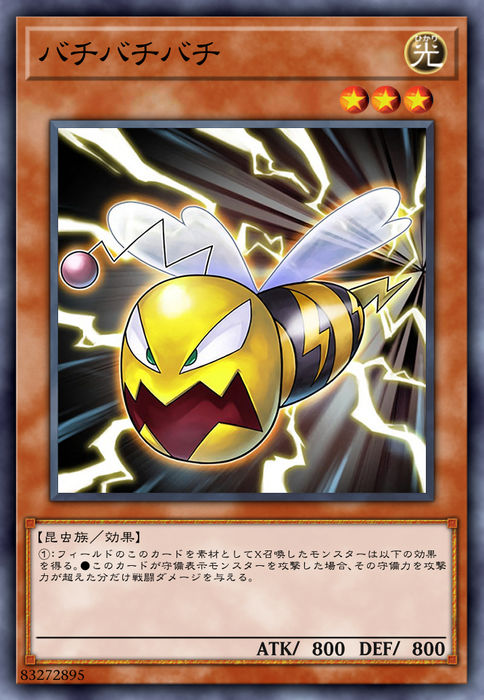 バチバチバチ
ひかり
光
【昆虫族／効果】
①：フィールドのこのカードを素材としてX召喚したモンスターは以下の効果
を得る。●このカードが守備表示モンスターを攻撃した場合、その守備力を攻撃
力が超えた分だけ戦闘ダメージを与える。
ATK/ 800 DEF/ 800
83272895